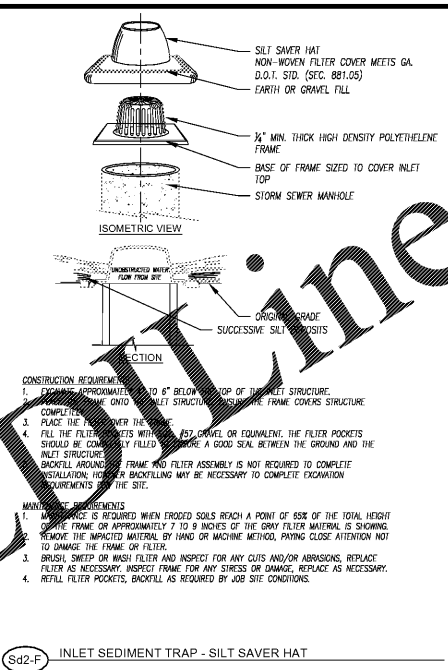 SILT SAVER HAT
NON-WOVEN FILTER COVER MEETS GA.
D.O.T. STD. (SEC. 881.05)
EARTH OR GRAVEL FILL
¼" MIN. THICK HIGH DENSITY POLYETHELENE
FRAME
BASE OF FRAME SIZED TO COVER INLET
TOP
STORM SEWER MANHOLE
ISOMETRIC VIEW
UNOBSTRUCTED WATER
FLOW FROM SITE
ORIGINAL GRADE
SUCCESSIVE SILT DEPOSITS
SECTION
CONSTRUCTION REQUIREMENTS
1. EXCAVATE APPROXIMATELY TO 6" BELOW THE TOP OF THE INLET STRUCTURE.
2. FRAME ONTO THE INLET STRUCTURE. ENSURE THE FRAME COVERS STRUCTURE
COMPLETELY.
3. PLACE THE FILTER OVER THE FRAME.
4. FILL THE FILTER POCKETS WITH #57 GRAVEL OR EQUIVALENT. THE FILTER POCKETS
SHOULD BE COMPLETELY FILLED TO ENSURE A GOOD SEAL BETWEEN THE GROUND AND THE
INLET STRUCTURE.
BACKFILL AROUND THE FRAME AND FILTER ASSEMBLY IS NOT REQUIRED TO COMPLETE
INSTALLATION; HOWEVER BACKFILLING MAY BE NECESSARY TO COMPLETE EXCAVATION
REQUIREMENTS FOR THE SITE.
MAINTENANCE REQUIREMENTS
1. MAINTENANCE IS REQUIRED WHEN ERODED SOILS REACH A POINT OF 65% OF THE TOTAL HEIGHT
OF THE FRAME OR APPROXIMATELY 7 TO 9 INCHES OF THE GRAY FILTER MATERIAL IS SHOWING.
2. REMOVE THE IMPACTED MATERIAL BY HAND OR MACHINE METHOD, PAYING CLOSE ATTENTION NOT
TO DAMAGE THE FRAME OR FILTER.
3. BRUSH, SWEEP OR WASH FILTER AND INSPECT FOR ANY CUTS AND/OR ABRASIONS, REPLACE
FILTER AS NECESSARY. INSPECT FRAME FOR ANY STRESS OR DAMAGE, REPLACE AS NECESSARY.
4. REFILL FILTER POCKETS, BACKFILL AS REQUIRED BY JOB SITE CONDITIONS.
Sd2-F INLET SEDIMENT TRAP - SILT SAVER HAT